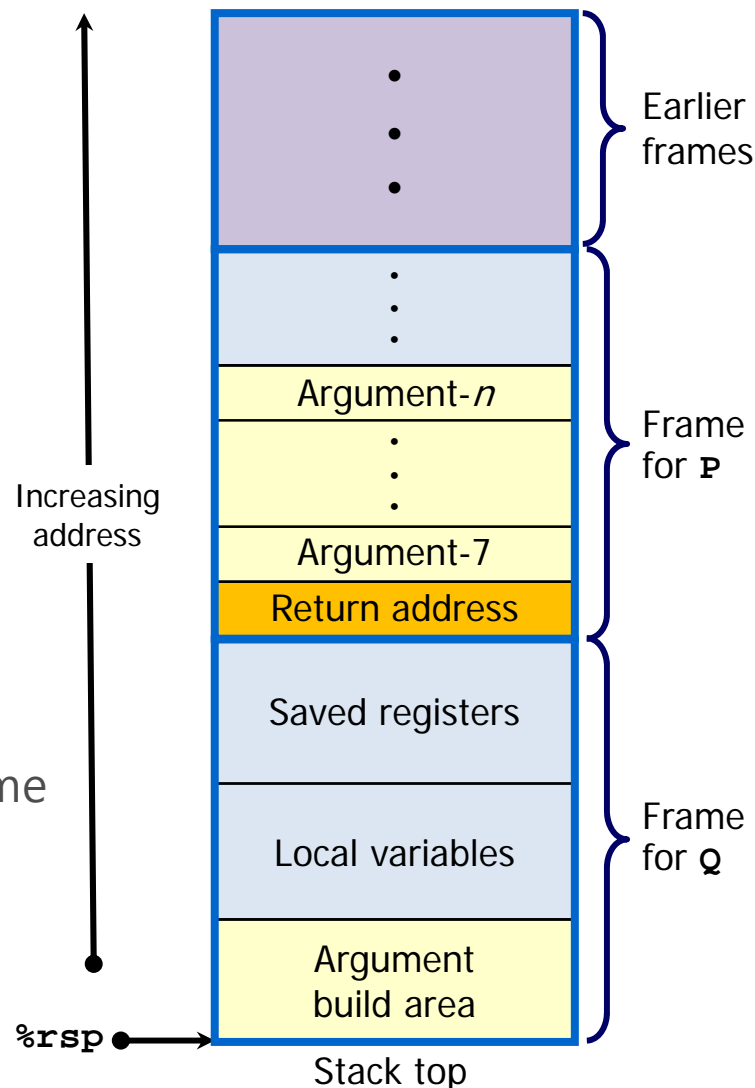 Earlier
frames
Argument-n
Frame
for P
Increasing
address
Argument-7
Return address
Saved registers
me
Local variables
Frame
for Q
Argument
build area
%rsp
Stack top